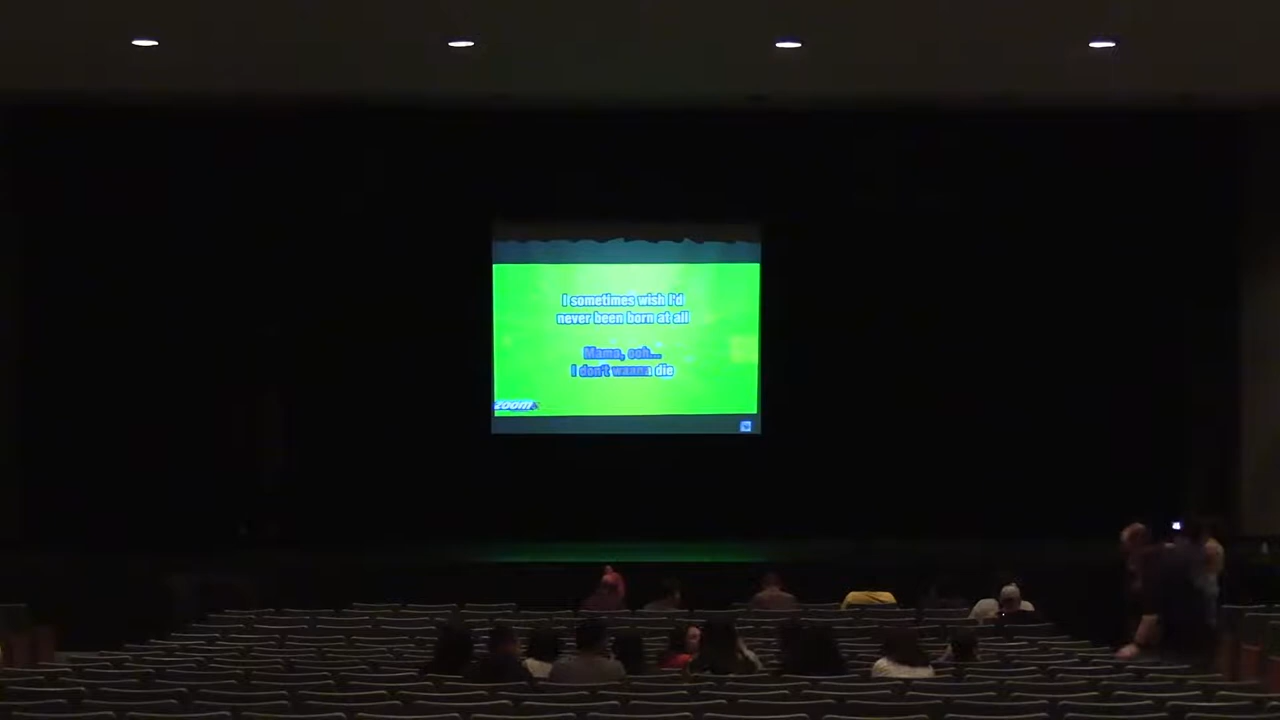 I sometimes wish I'd
never been born at all
Mama, ooh...
I don't wanna die
zoom